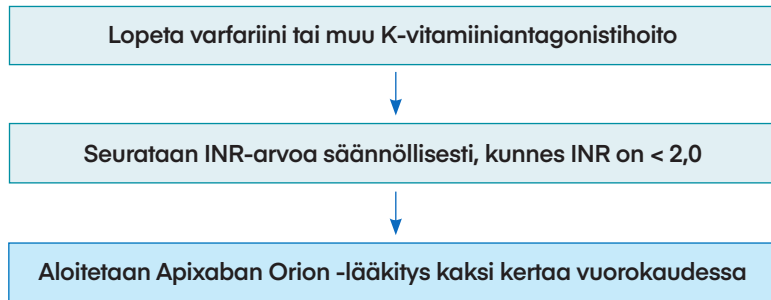 Lopeta varfariini tai muu K-vitamiiniantagonistihoito
Seurataan INR-arvoa säännöllisesti, kunnes INR on < 2,0
Aloitetaan Apixaban Orion -lääkitys kaksi kertaa vuorokaudessa